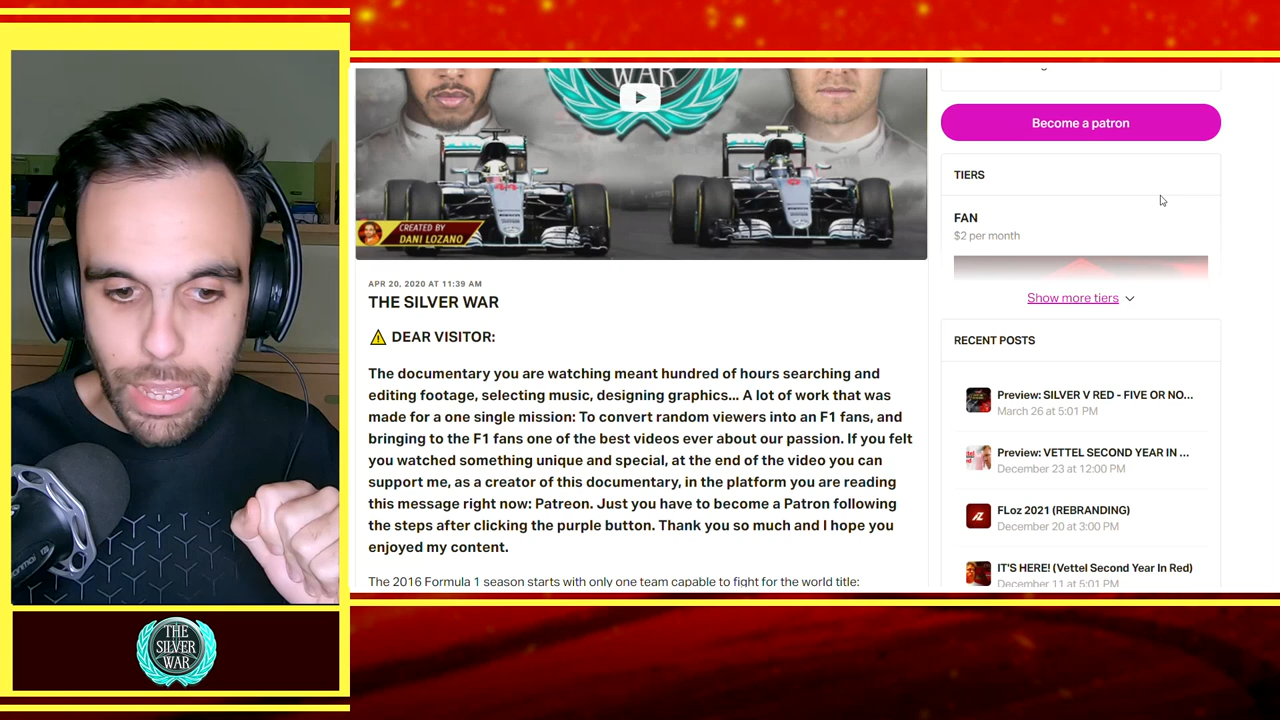 WAR
CREATED BY
DANI LOZANO
44
6
APR 20, 2020 AT 11:39 AM
THE SILVER WAR
DEAR VISITOR:
The documentary you are watching meant hundred of hours searching and
editing footage, selecting music, designing graphics... A lot of work that was
made for a one single mission: To convert random viewers into an F1 fans, and
bringing to the F1 fans one of the best videos ever about our passion. If you felt
you watched something unique and special, at the end of the video you can
support me, as a creator of this documentary, in the platform you are reading
this message right now: Patreon. Just you have to become a Patron following
the steps after clicking the purple button. Thank you so much and I hope you
enjoyed my content.
The 2016 Formula 1 season starts with only one team capable to fight for the world title:
Become a patron
TIERS
FAN
$2 per month
Show more tiers
RECENT POSTS
Preview: SILVER V RED - FIVE OR NO...
March 26 at 5:01 PM
Preview: VETTEL SECOND YEAR IN ...
December 23 at 12:00 PM
FLoz 2021 (REBRANDING)
December 20 at 3:00 PM
IT'S HERE! (Vettel Second Year In Red)
December 11 at 5:01 PM
THE
SILVER
WAR